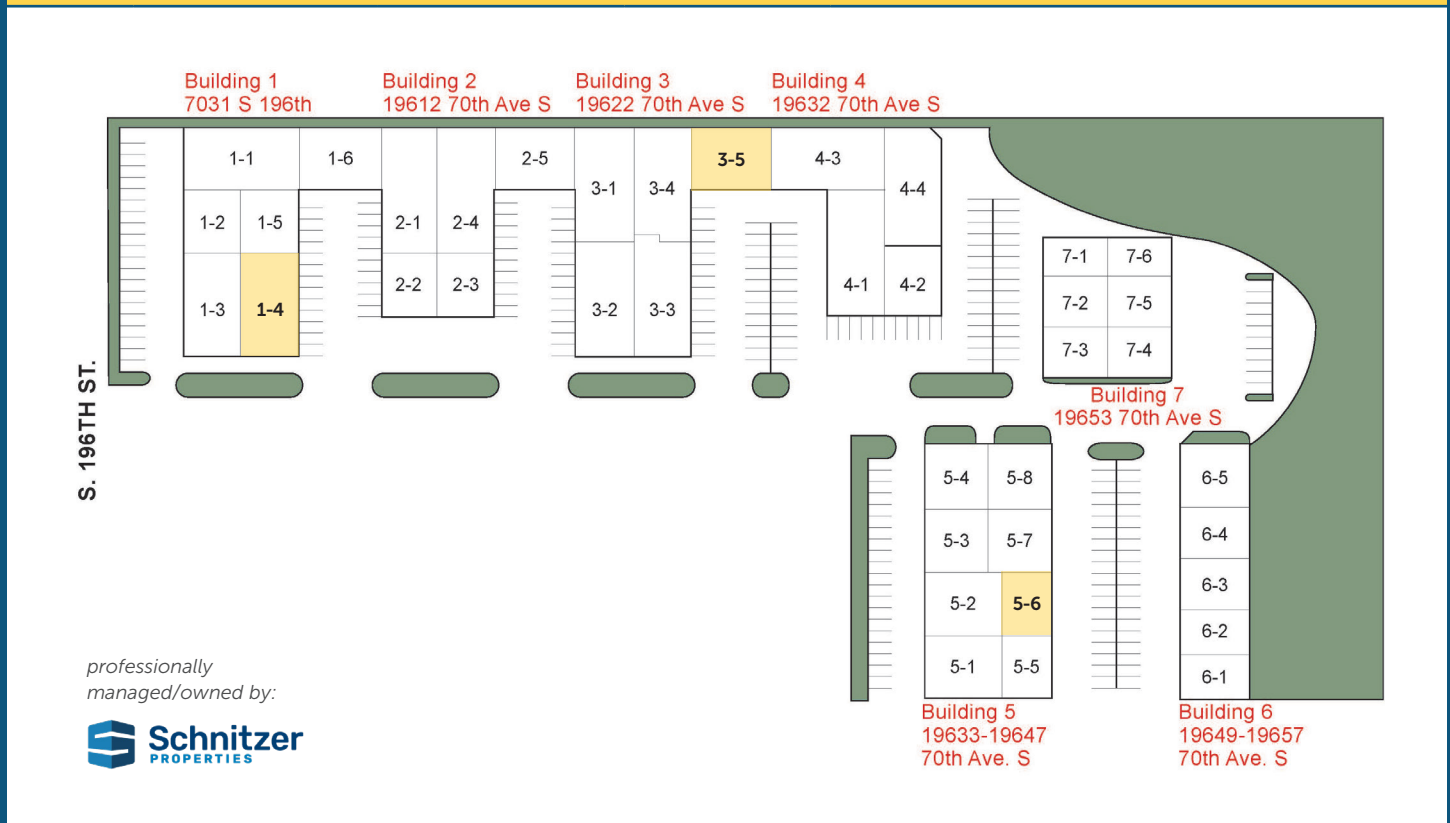 Building 1
7031 S 196th
Building 2
19612 70th Ave S
Building 3
19622 70th Ave S
Building 4
19632 70th Ave S
1-1
1-6
2-5
3-5
4-3
3-1
3-4
4-4
1-2
1-5
2-1
2-4
1-3
1-4
2-2
2-3
3-2
3-3
4-1
4-2
7-1
7-6
7-2
7-5
7-3
7-4
Building 7
19653 70th Ave S
S. 196TH ST.
5-4
5-8
5-3
5-7
5-2
5-6
5-1
5-5
6-5
6-4
6-3
6-2
6-1
Building 5
19633-19647
70th Ave. S
Building 6
19649-19657
70th Ave. S
professionally
managed/owned by:
Schnitzer
PROPERTIES